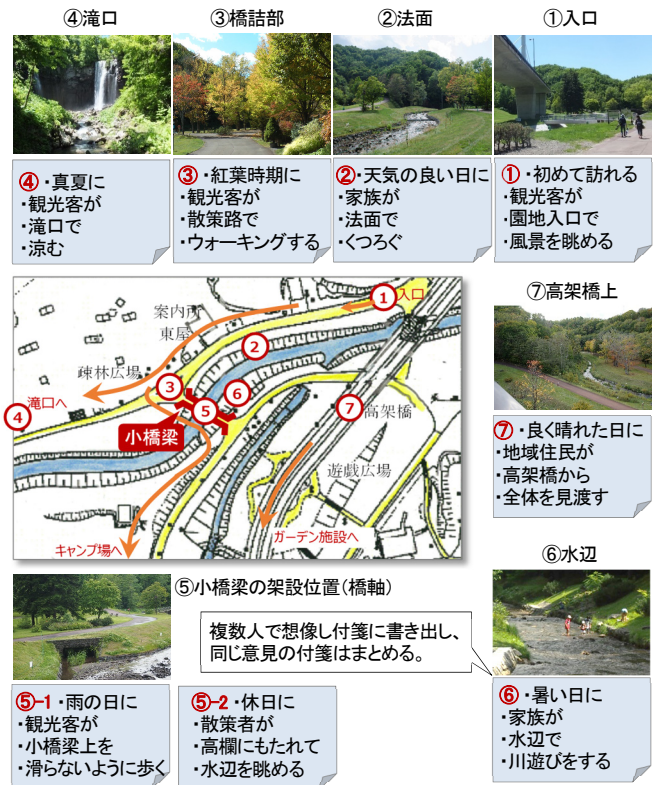 ④滝口
③橋詰部
②法面
①入口
④・真夏に
・観光客が
・滝口で
・涼む
③・紅葉時期に
・観光客が
・散策路で
・ウォーキングする
②・天気の良い日に
・家族が
・法面で
・くつろぐ
①・初めて訪れる
・観光客が
・園地入口で
・風景を眺める
①入口
案内所
東屋
②
疎林広場
③
⑥
滝口へ
④
⑤
⑦高架橋
小橋梁
遊戯広場
キャンプ場へ
ガーデン施設へ
⑦高架橋上
⑦・良く晴れた日に
・地域住民が
・高架橋から
・全体を見渡す
⑤小橋梁の架設位置(橋軸)
複数人で想像し付箋に書き出し、
同じ意見の付箋はまとめる。
⑥水辺
⑤-1・雨の日に
・観光客が
・小橋梁上を
・滑らないように歩く
⑤-2・休日に
・散策者が
・高欄にもたれて
・水辺を眺める
⑥・暑い日に
・家族が
・水辺で
・川遊びをする